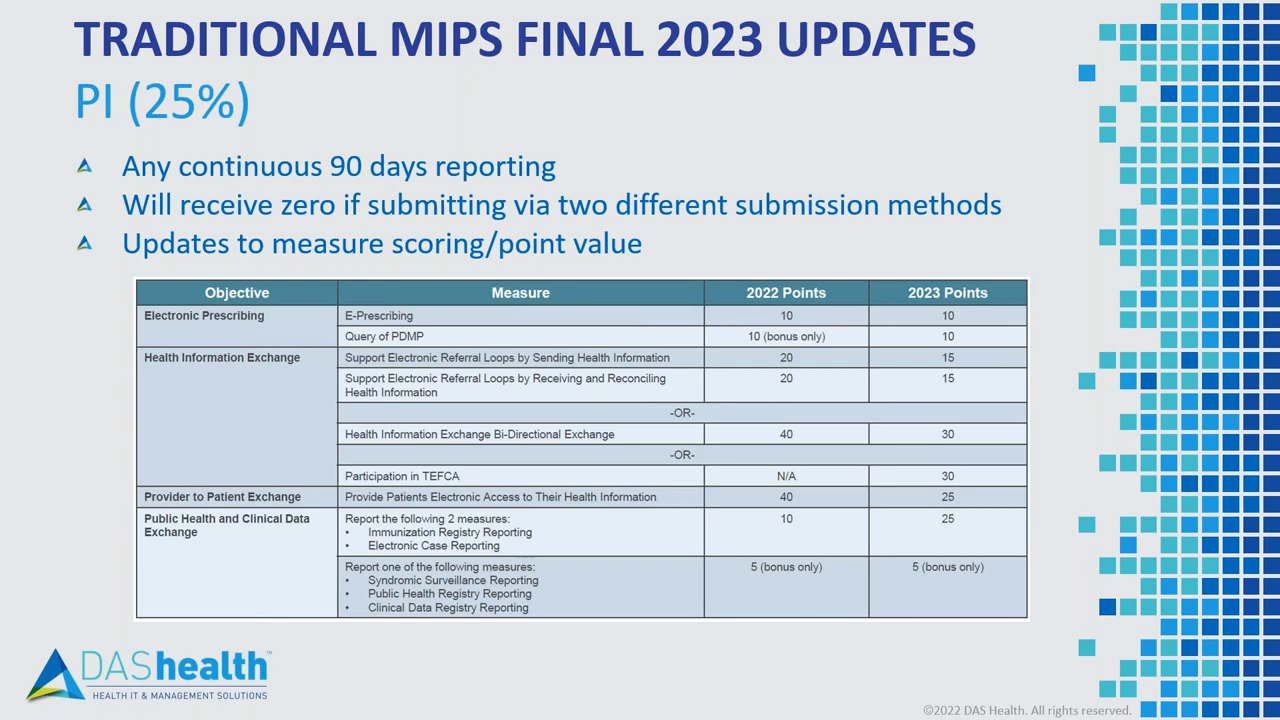 TRADITIONAL MIPS FINAL 2023 UPDATES
PI (25%)
Any continuous 90 days reporting
Will receive zero if submitting via two different submission methods
Updates to measure scoring/point value
Objective Measure 2022 Points 2023 Points
Electronic Prescribing E-Prescribing 10 10
Query of PDMP 10 (bonus only) 10
Health Information Exchange Support Electronic Referral Loops by Sending Health Information 20 15
Support Electronic Referral Loops by Receiving and Reconciling 20 15
Health Information
-OR-
Health Information Exchange Bi-Directional Exchange 40 30
-OR-
Participation in TEFCA N/A 30
Provider to Patient Exchange Provide Patients Electronic Access to Their Health Information 40 25
Public Health and Clinical Data Report the following 2 measures: 10 25
Exchange • Immunization Registry Reporting
• Electronic Case Reporting
Report one of the following measures: 5 (bonus only) 5 (bonus only)
• Syndromic Surveillance Reporting
• Public Health Registry Reporting
• Clinical Data Registry Reporting
DAShealth™
HEALTH IT & MANAGEMENT SOLUTIONS
©2022 DAS Health. All rights reserved.